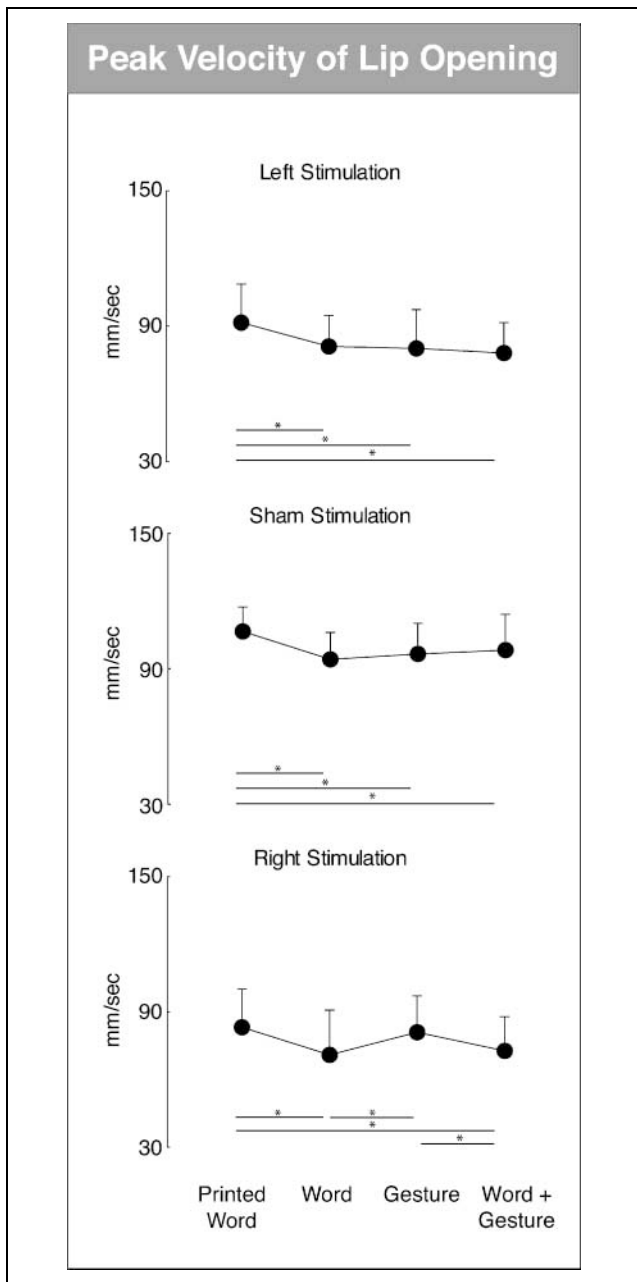 Peak Velocity of Lip Opening
Left Stimulation
150
90
30
mm/sec
*
*
*
Sham Stimulation
150
90
30
mm/sec
*
*
*
Right Stimulation
150
90
30
mm/sec
* *
*
*
Printed Word Gesture Word +
Word Gesture